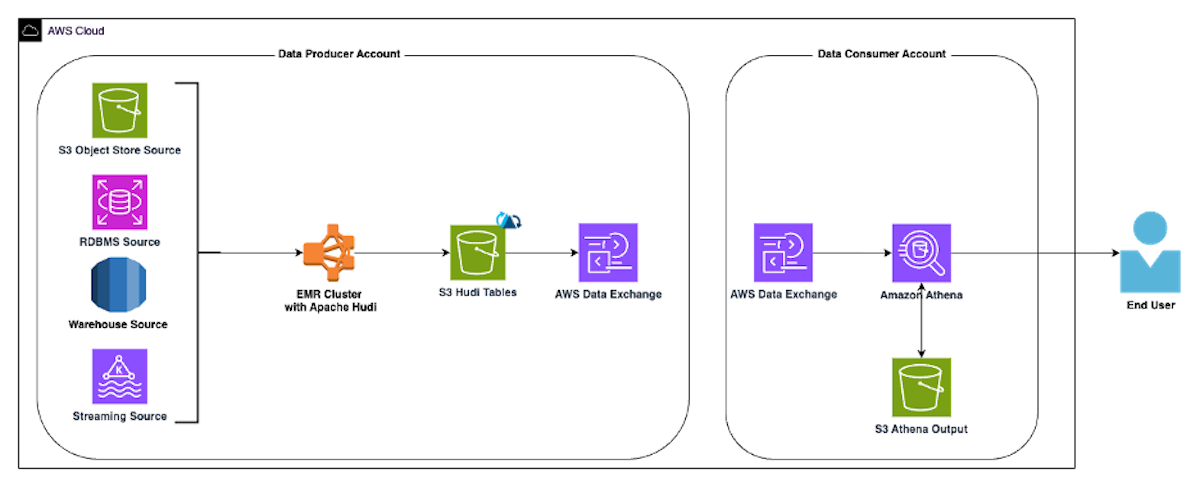 AWS Cloud
Data Producer Account
Data Consumer Account
S3 Object Store Source
RDBMS Source
Warehouse Source
K
Streaming Source
EMR Cluster
with Apache Hudi
S3 Hudi Tables
AWS Data Exchange
AWS Data Exchange
Amazon Athena
S3 Athena Output
End User